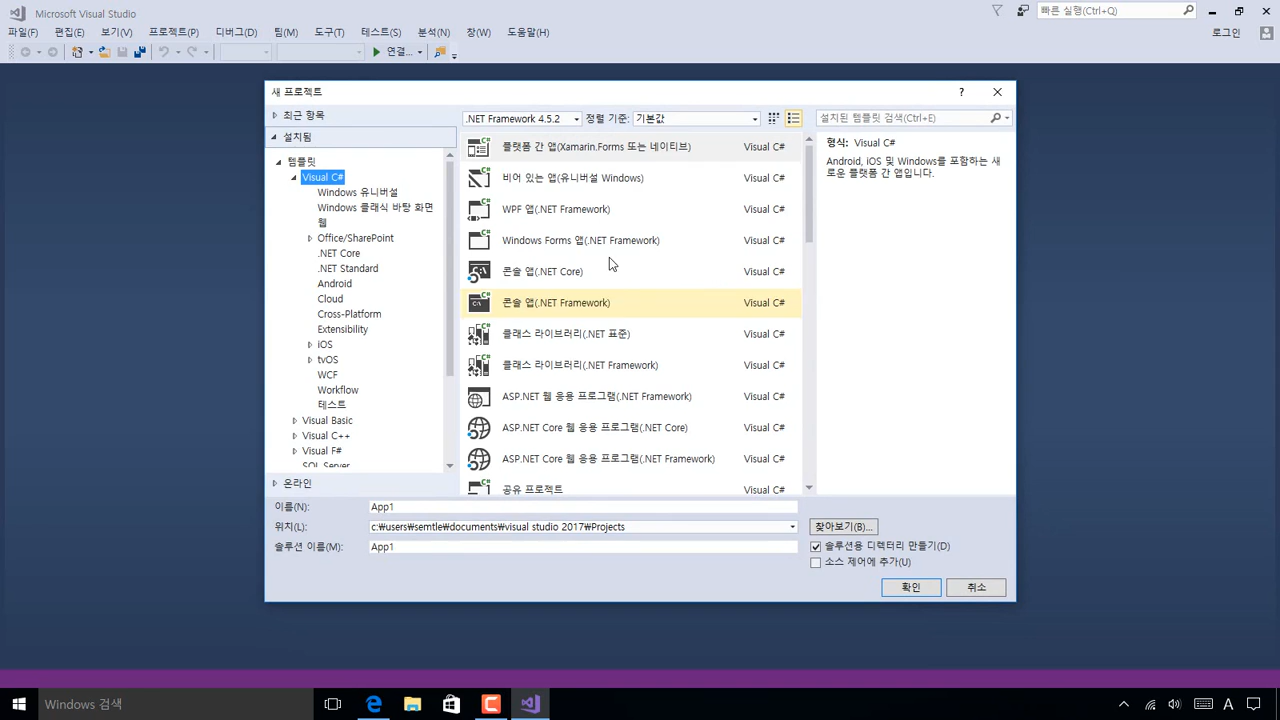 Microsoft Visual Studio
빠른 실행(Ctrl+Q)
파일(F) 편집(E) 보기(V) 프로젝트(P) 디버그(D) 팀(M) 도구(T) 테스트(S) 분석(N) 창(W) 도움말(H)
로그인
연결...
새 프로젝트
?
최근 항목
.NET Framework 4.5.2
정렬 기준:
기본값
설치된 템플릿 검색(Ctrl+E)
설치됨
템플릿
Visual C#
Windows 유니버설
Windows 클래식 바탕 화면
웹
Office/SharePoint
.NET Core
.NET Standard
Android
Cloud
Cross-Platform
Extensibility
iOS
tvOS
WCF
Workflow
테스트
Visual Basic
Visual C++
Visual F#
SQL Server
온라인
플랫폼 간 앱(Xamarin.Forms 또는 네이티브) Visual C#
비어 있는 앱(유니버설 Windows) Visual C#
WPF 앱(.NET Framework) Visual C#
Windows Forms 앱(.NET Framework) Visual C#
콘솔 앱(.NET Core) Visual C#
콘솔 앱(.NET Framework) Visual C#
클래스 라이브러리(.NET 표준) Visual C#
클래스 라이브러리(.NET Framework) Visual C#
ASP.NET 웹 응용 프로그램(.NET Framework) Visual C#
ASP.NET Core 웹 응용 프로그램(.NET Core) Visual C#
ASP.NET Core 웹 응용 프로그램(.NET Framework) Visual C#
공유 프로젝트 Visual C#
형식: Visual C#
Android, iOS 및 Windows를 포함하는 새
로운 플랫폼 간 앱입니다.
이름(N): App1
위치(L): c:₩users₩semtle₩documents₩visual studio 2017₩Projects
찾아보기(B)...
솔루션 이름(M): App1
솔루션용 디렉터리 만들기(D)
소스 제어에 추가(U)
확인
취소
Windows 검색
A